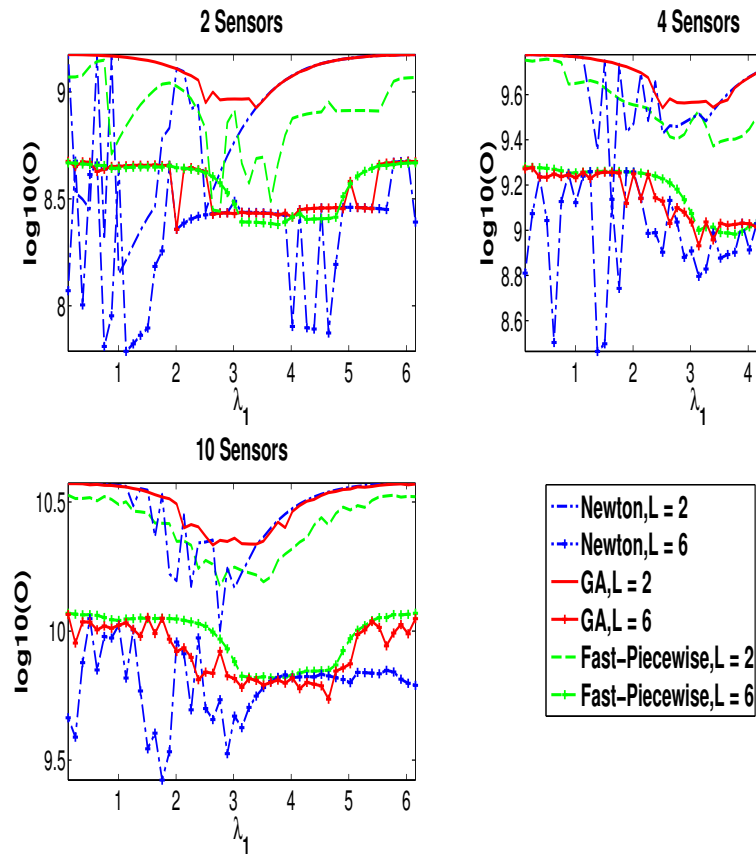 2 Sensors
log10(O)
9
8.5
8
1 2 3 4 5 6
λ1
4 Sensors
log10(O)
9.6
9.4
9.2
9
8.8
8.6
1 2 3 4
λ1
10 Sensors
log10(O)
10.5
10
9.5
1 2 3 4 5 6
λ1
Newton,L = 2
Newton,L = 6
GA,L = 2
GA,L = 6
Fast-Piecewise,L = 2
Fast-Piecewise,L = 6